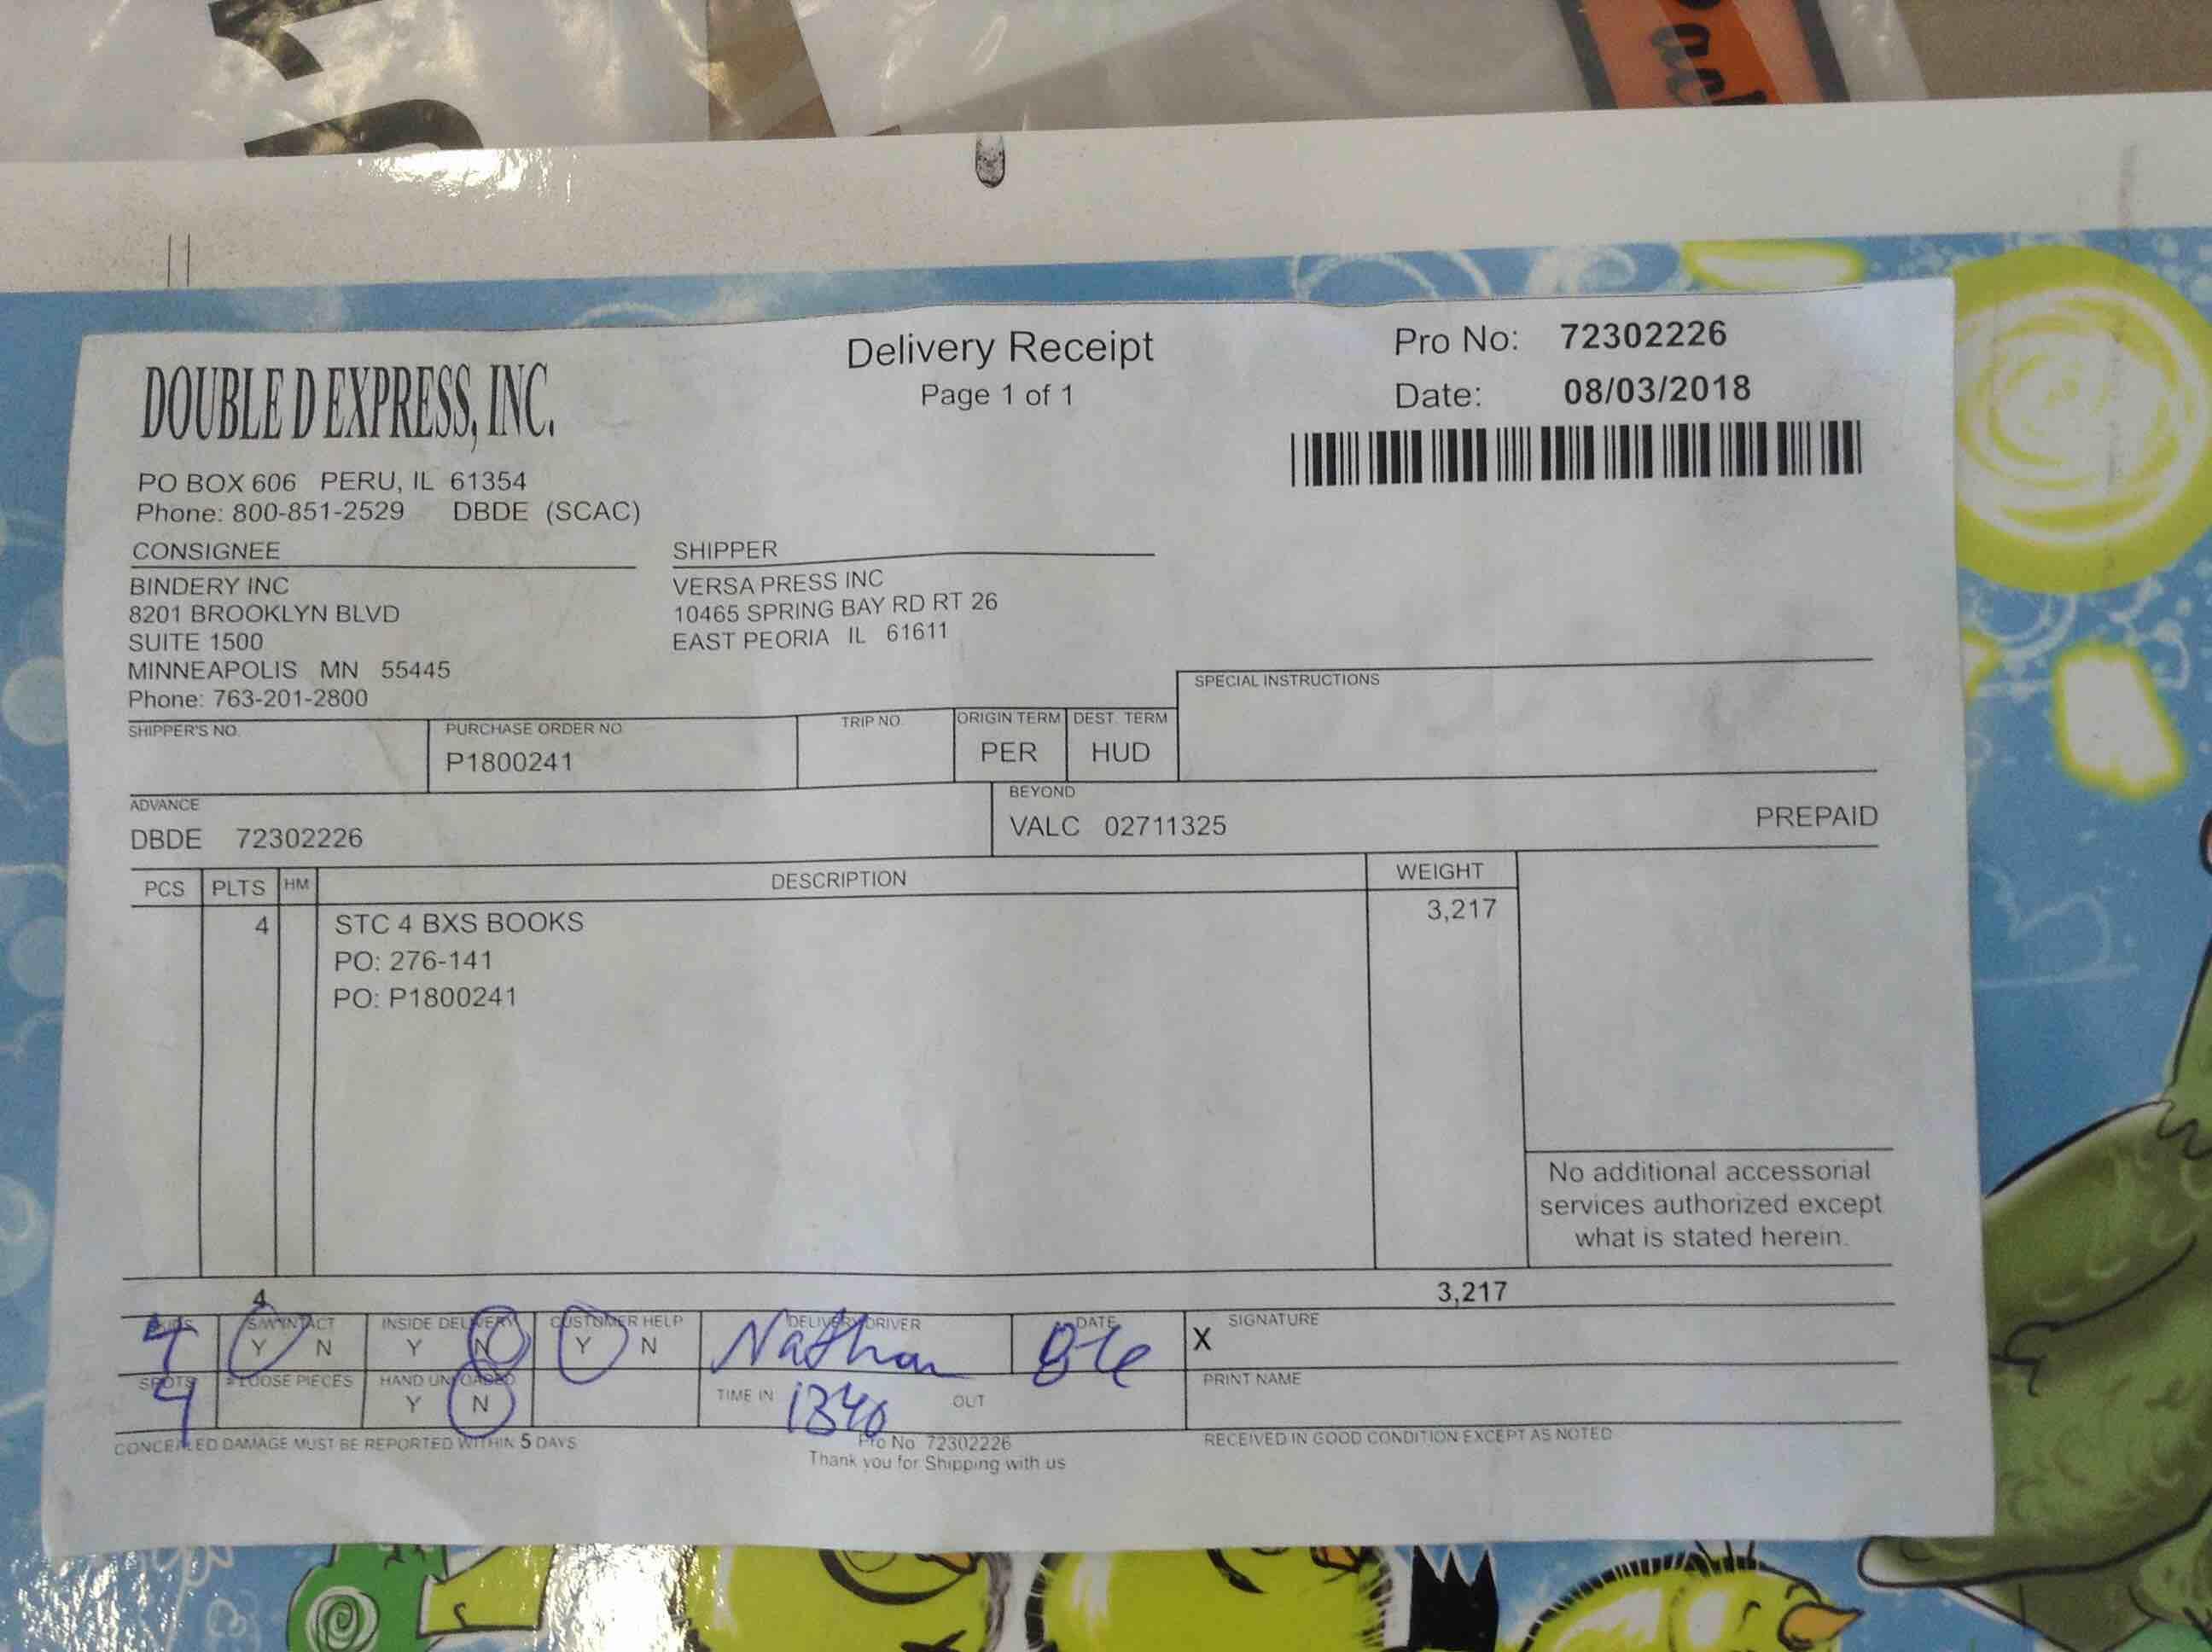 DOUBLE D EXPRESS, INC.
PO BOX 606 PERU, IL 61354
Phone: 800-851-2529 DBDE (SCAC)
Delivery Receipt
Page 1 of 1
Pro No: 72302226
Date: 08/03/2018
CONSIGNEE
BINDERY INC
8201 BROOKLYN BLVD
SUITE 1500
MINNEAPOLIS MN 55445
Phone: 763-201-2800
SHIPPER
VERSA PRESS INC
10465 SPRING BAY RD RT 26
EAST PEORIA IL 61611
SPECIAL INSTRUCTIONS
SHIPPER'S NO.
PURCHASE ORDER NO
P1800241
TRIP NO
ORIGIN TERM
PER
DEST. TERM
HUD
ADVANCE
DBDE 72302226
BEYOND
VALC 02711325
PREPAID
PCS PLTS HM DESCRIPTION WEIGHT
4 STC 4 BXS BOOKS 3,217
PO: 276-141
PO: P1800241
No additional accessorial
services authorized except
what is stated herein.
4 3,217
4
S/W INTACT
Y N
INSIDE DELIVERY
Y N
CUSTOMER HELP
Y N
DELIVERY DRIVER
Nathan
DATE
SIGNATURE
X
SPOTS
4
LOOSE PIECES
HAND UNLOADED
Y N
TIME IN 1340 OUT
PRINT NAME
CONCEALED DAMAGE MUST BE REPORTED WITHIN 5 DAYS
Pro No 72302226
Thank you for Shipping with us
RECEIVED IN GOOD CONDITION EXCEPT AS NOTED